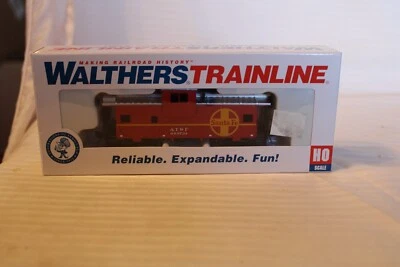 MAKING RAILROAD HISTORY
WALTHERSTRAINLINE
Santa Fe
Reliable. Expandable. Fun!
HO
SCALE